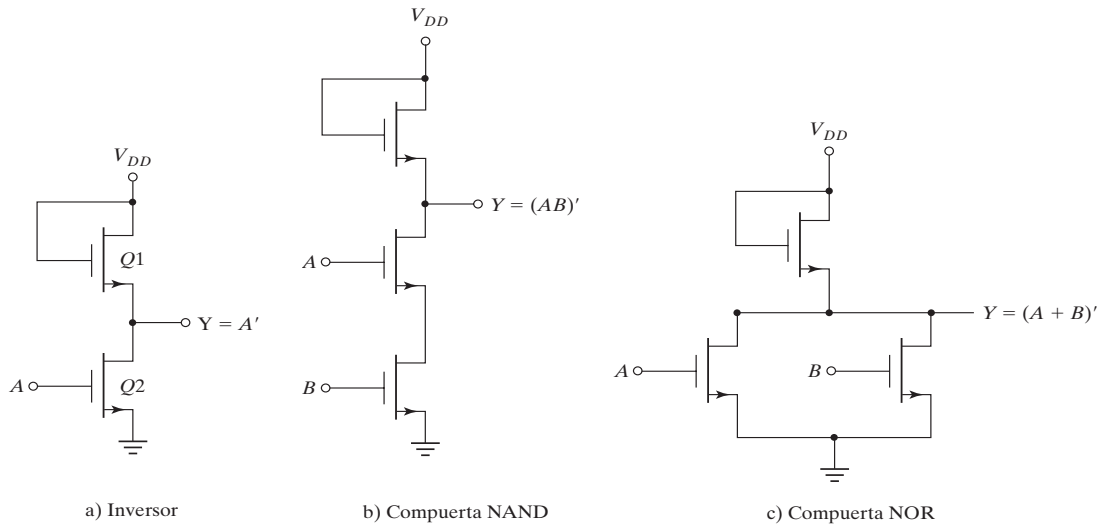 V_DD
Q1
Y = A′
A
Q2
a) Inversor
V_DD
Y = (AB)′
A
B
b) Compuerta NAND
V_DD
Y = (A + B)′
A
B
c) Compuerta NOR